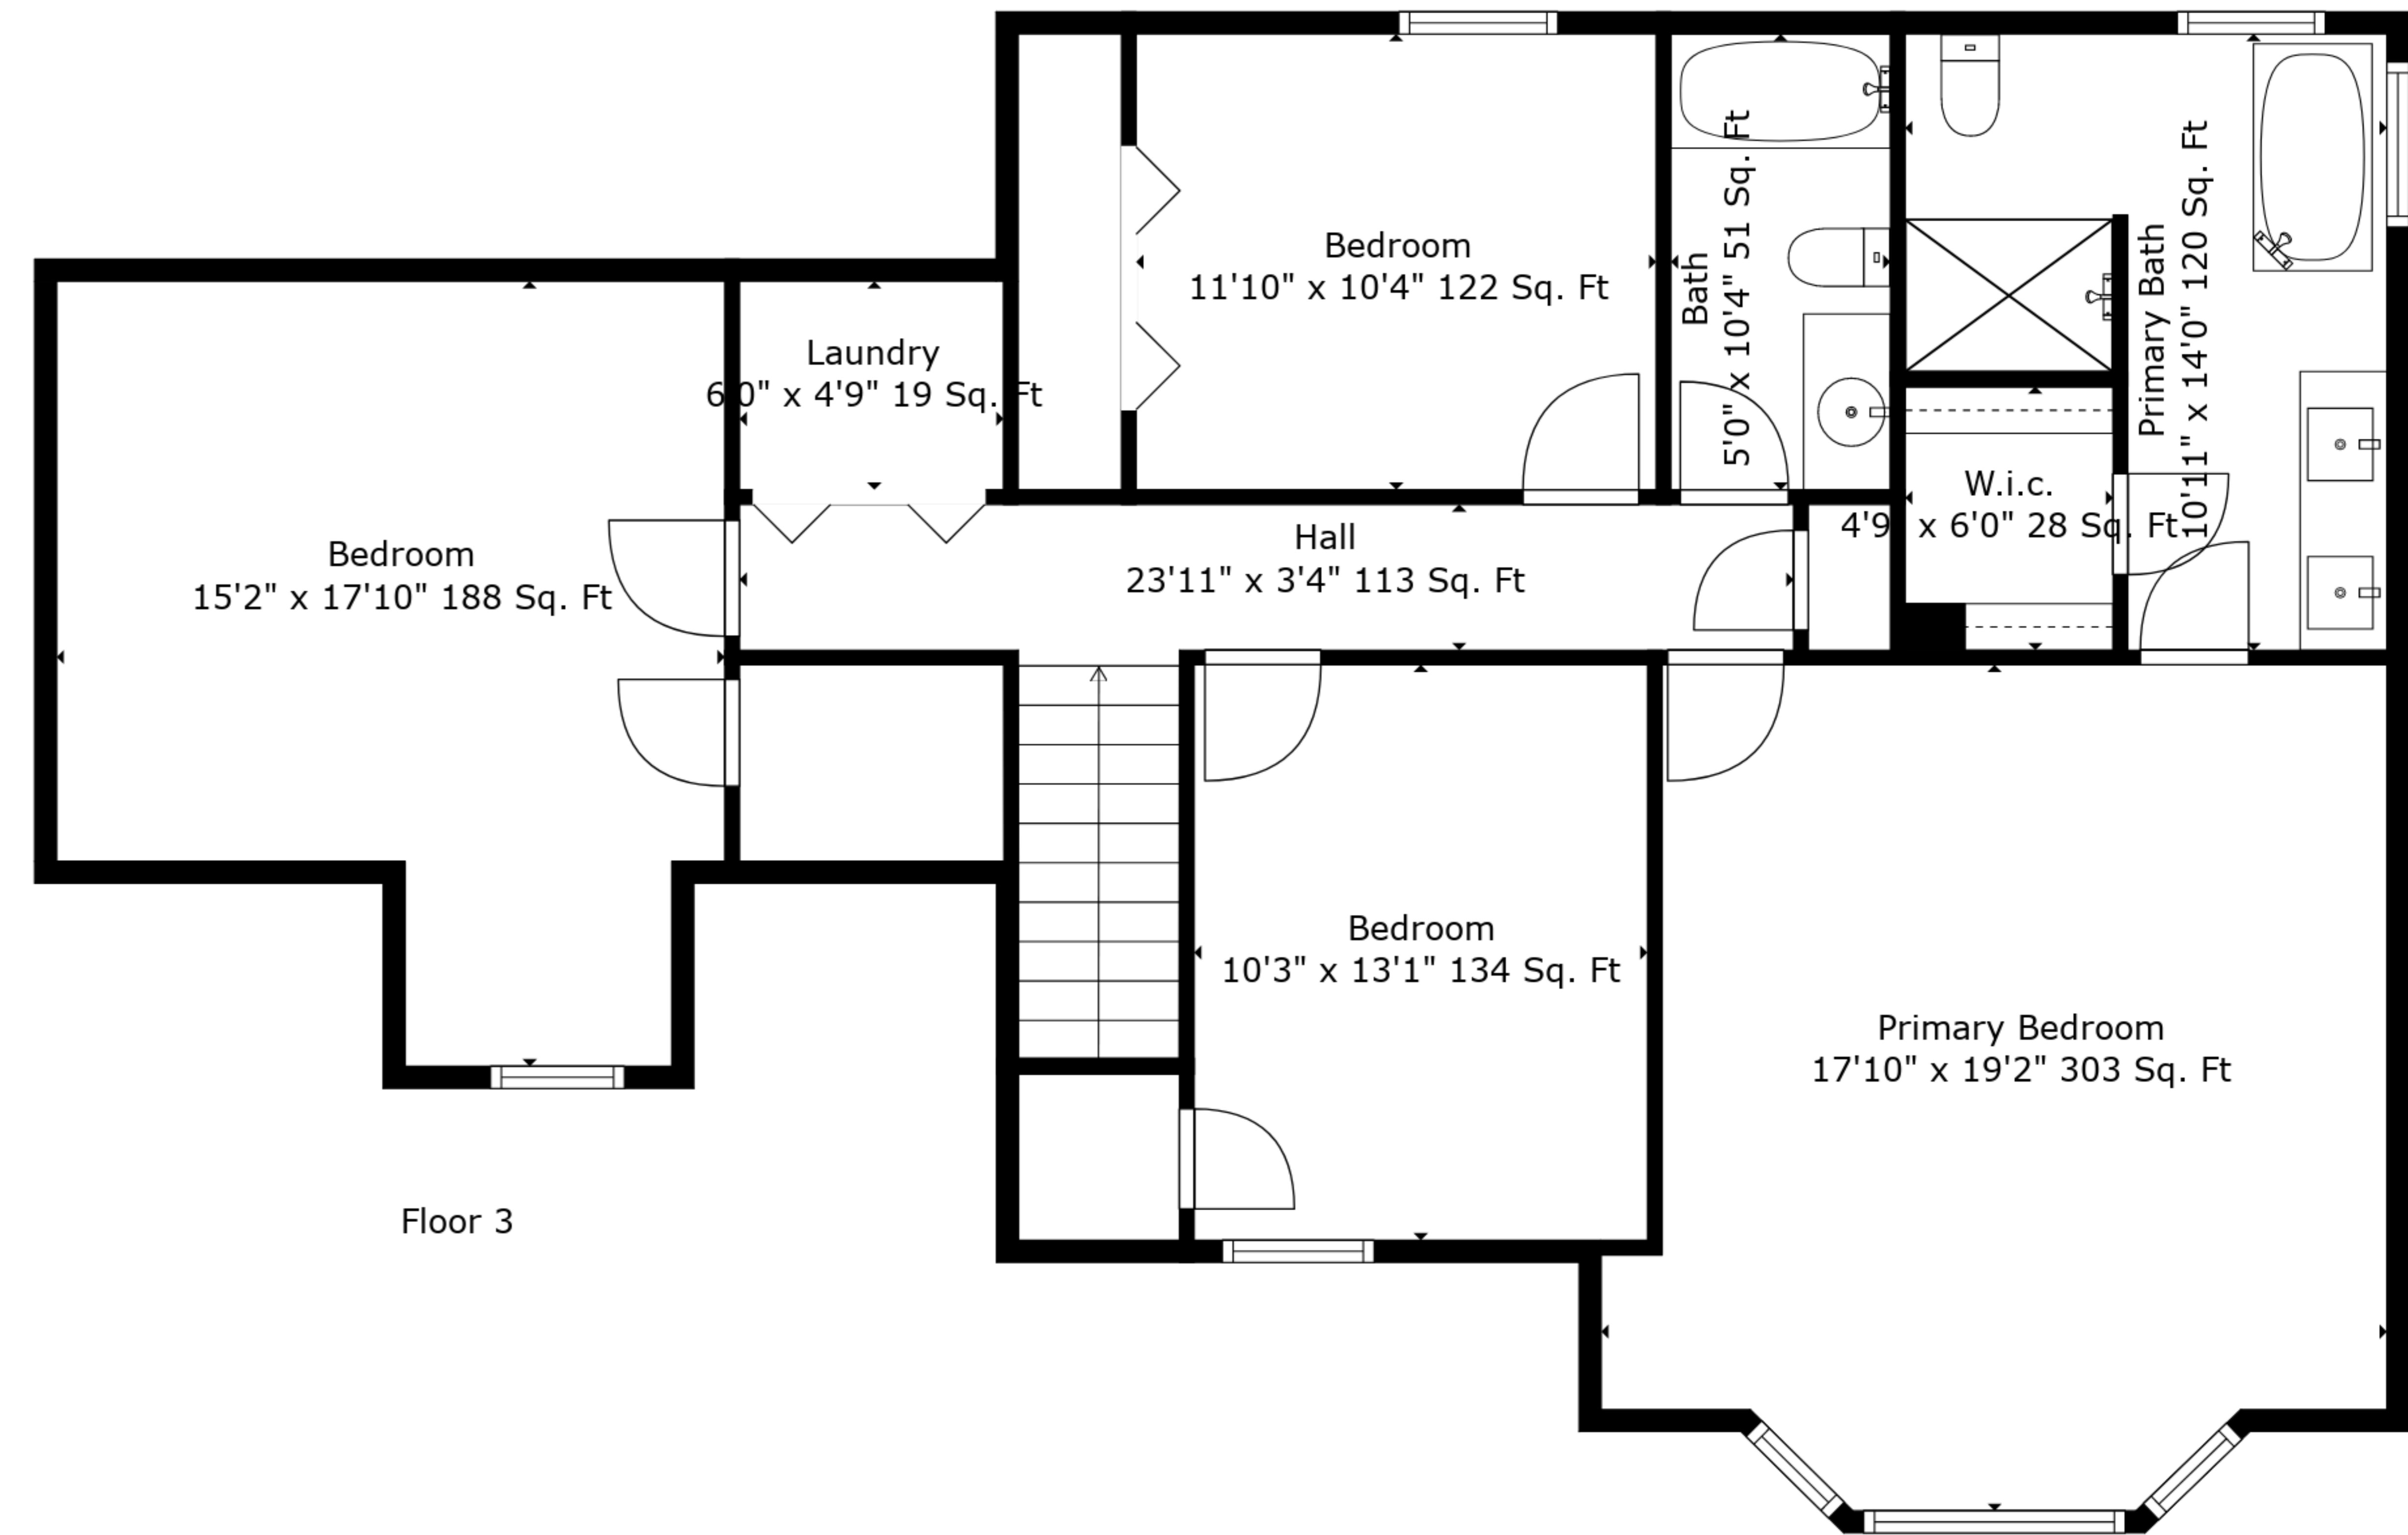 Bedroom
11'10" x 10'4" 122 Sq. Ft
Bath
5'0" x 10'4" 51 Sq. Ft
Primary Bath
10'11" x 14'0" 120 Sq. Ft
Laundry
6'0" x 4'9" 19 Sq. Ft
W.i.c.
4'9" x 6'0" 28 Sq. Ft
Hall
23'11" x 3'4" 113 Sq. Ft
Bedroom
15'2" x 17'10" 188 Sq. Ft
Bedroom
10'3" x 13'1" 134 Sq. Ft
Primary Bedroom
17'10" x 19'2" 303 Sq. Ft
Floor 3